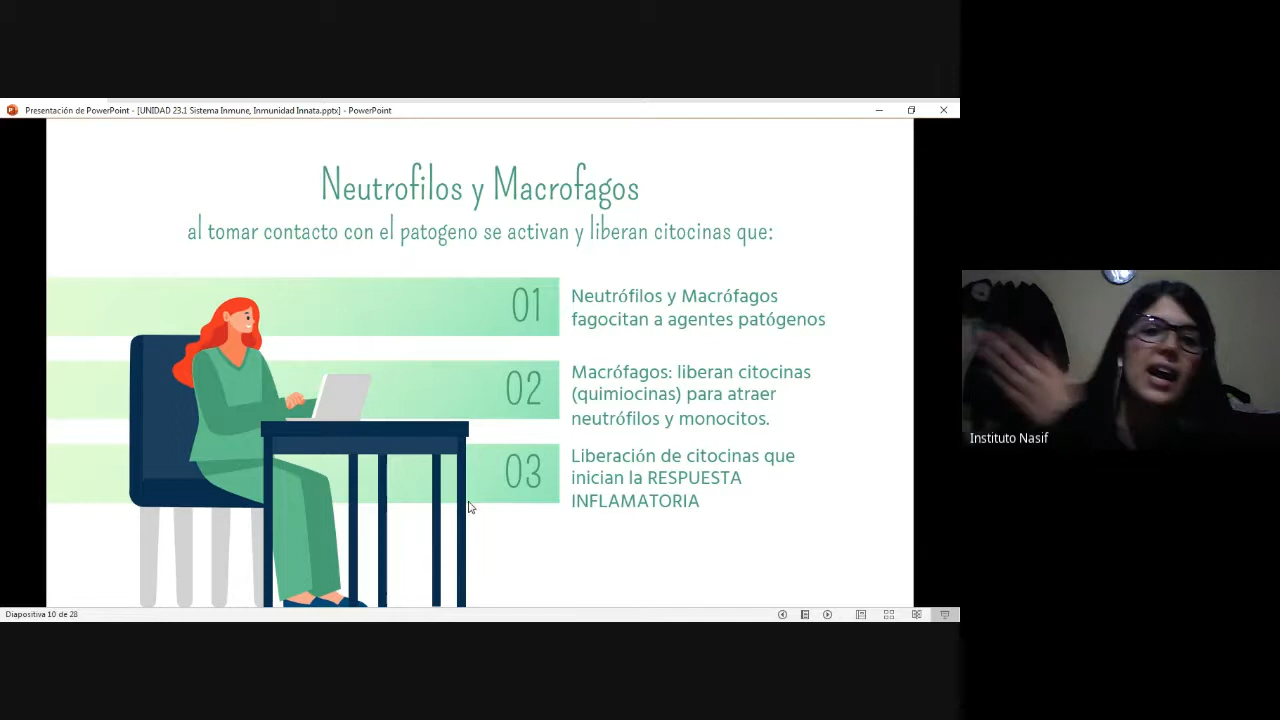 Presentación de PowerPoint - [UNIDAD 23.1 Sistema Inmune, Inmunidad Innata.pptx] - PowerPoint
Neutrofilos y Macrofagos
al tomar contacto con el patogeno se activan y liberan citocinas que:
01
Neutrófilos y Macrófagos
fagocitan a agentes patógenos
02
Macrófagos: liberan citocinas
(quimiocinas) para atraer
neutrófilos y monocitos.
03
Liberación de citocinas que
inician la RESPUESTA
INFLAMATORIA
Instituto Nasif
Diapositiva 10 de 28